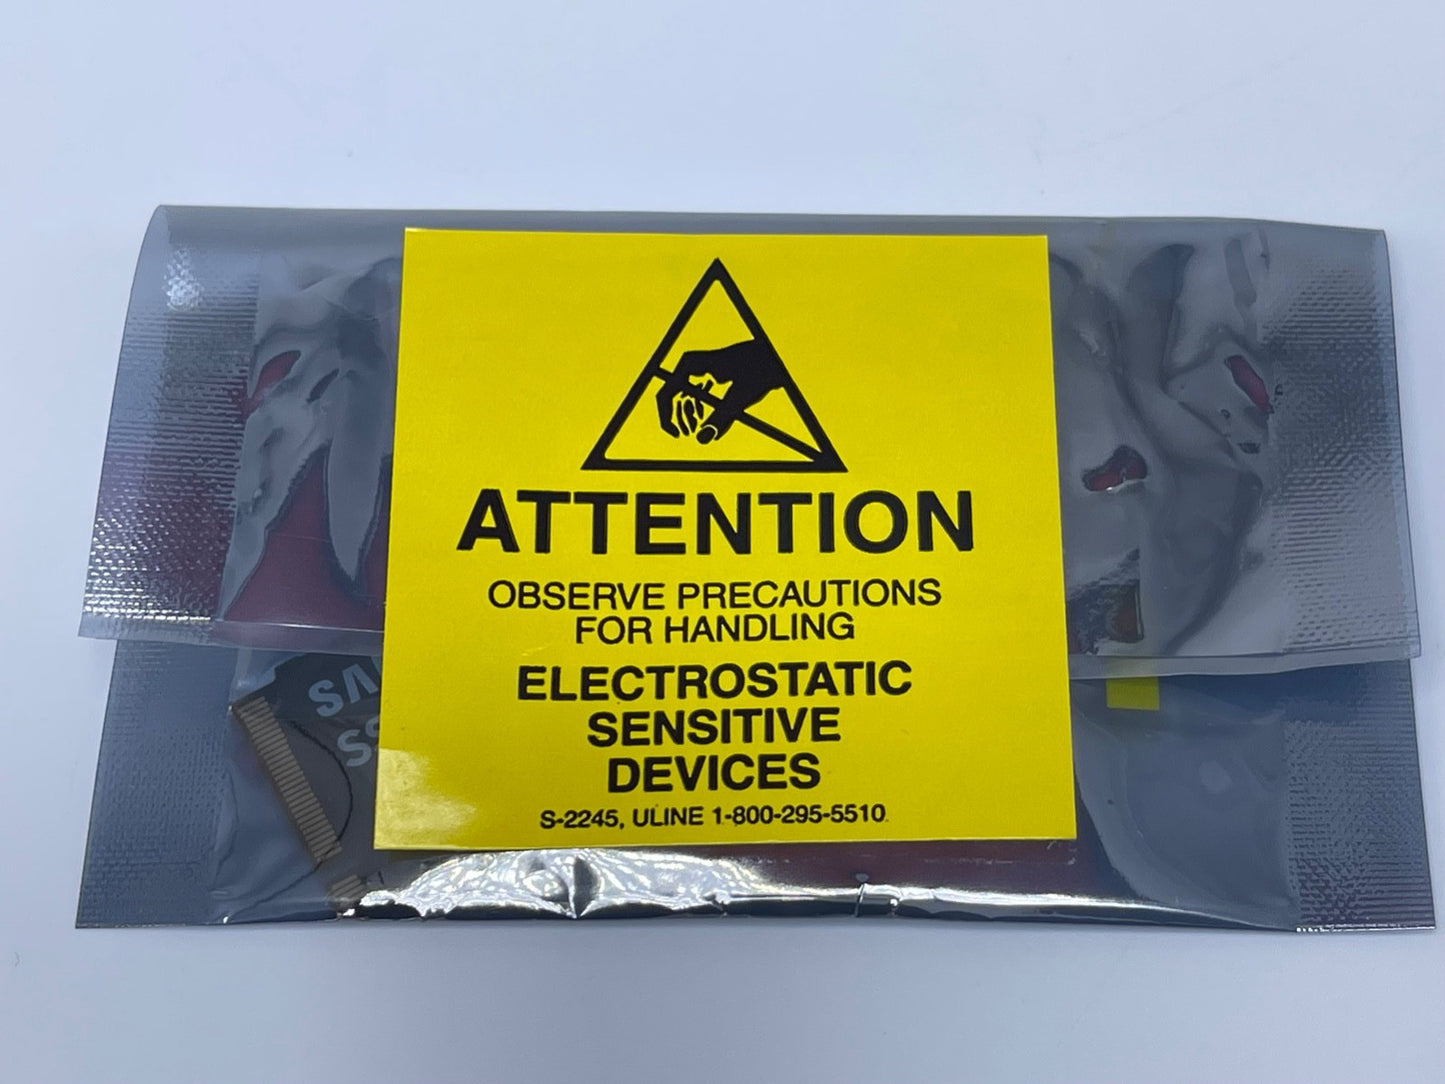 ATTENTION
OBSERVE PRECAUTIONS
FOR HANDLING
ELECTROSTATIC
SENSITIVE
DEVICES
S-2245, ULINE 1-800-295-5510